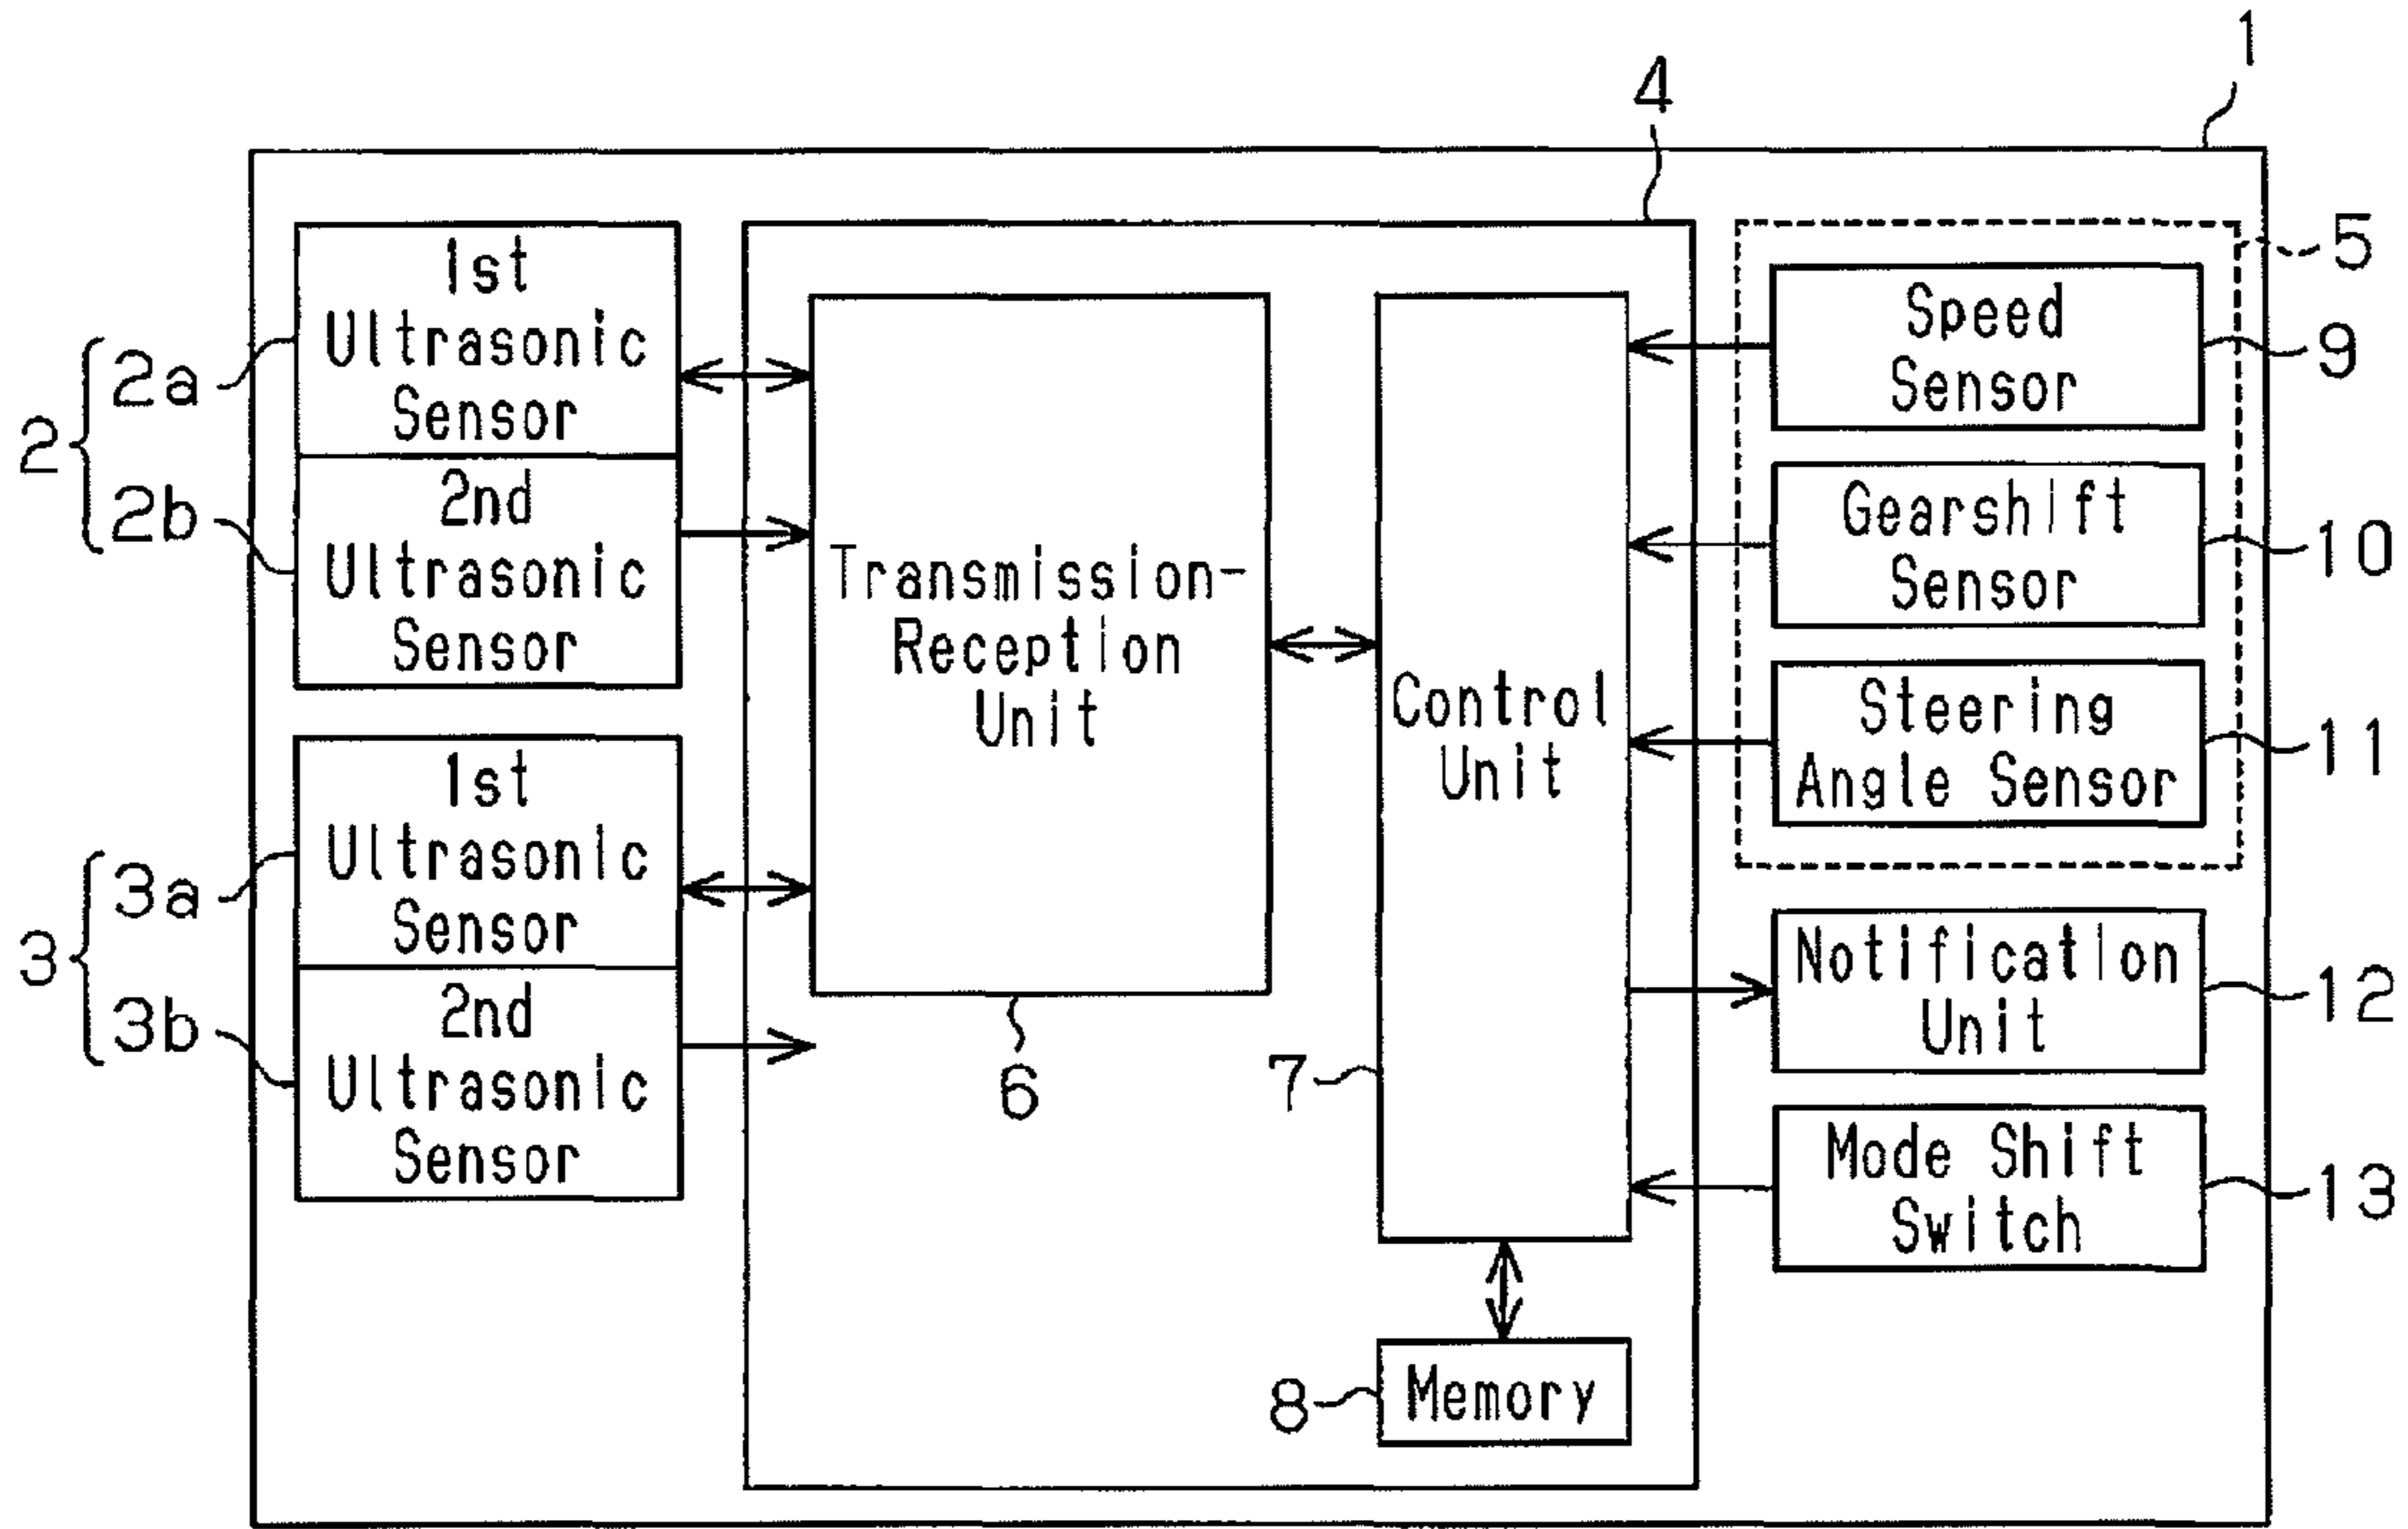 1
4
5
1st
Ultrasonic
Sensor
2a
2
2b
2nd
Ultrasonic
Sensor
1st
Ultrasonic
Sensor
3a
3
3b
2nd
Ultrasonic
Sensor
Transmission-
Reception
Unit
6
Control
Unit
7
Memory
8
Speed
Sensor
9
Gearshift
Sensor
10
Steering
Angle Sensor
11
Notification
Unit
12
Mode Shift
Switch
13